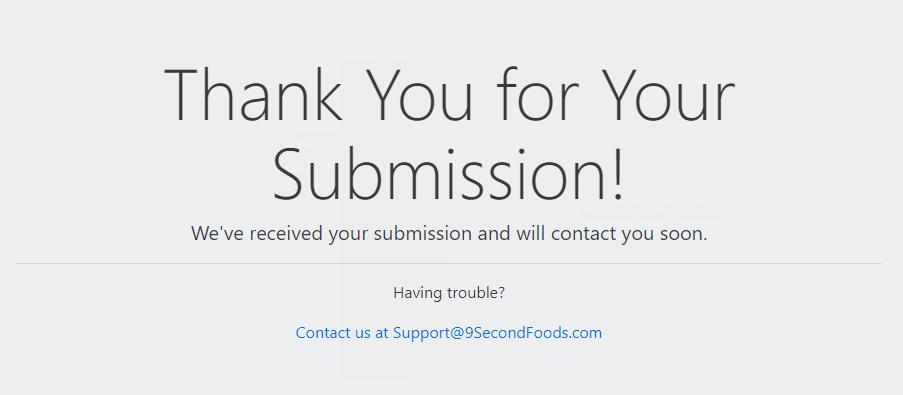 Thank You for Your
Submission!
We've received your submission and will contact you soon.
Having trouble?
Contact us at Support@9SecondFoods.com